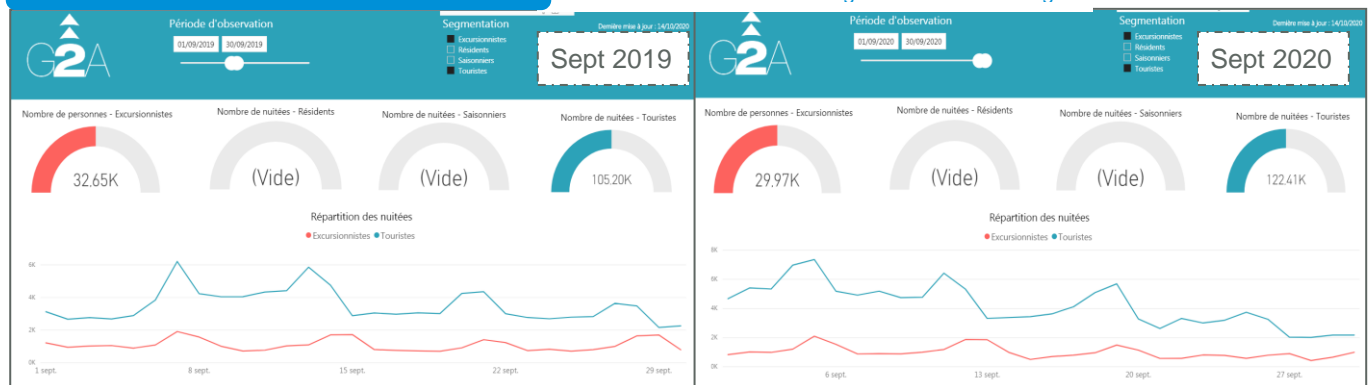 G2A
Période d'observation
01/09/2019 30/09/2019
Segmentation
Excursionnistes
Résidents
Saisonniers
Touristes
Dernière mise à jour : 14/10/2020
Sept 2019
Nombre de personnes - Excursionnistes
32.65K
Nombre de nuitées - Résidents
(Vide)
Nombre de nuitées - Saisonniers
(Vide)
Nombre de nuitées - Touristes
105.20K
Répartition des nuitées
Excursionnistes Touristes
6K
4K
2K
0K
1 sept. 8 sept. 15 sept. 22 sept. 29 sept.
G2A
Période d'observation
01/09/2020 30/09/2020
Segmentation
Excursionnistes
Résidents
Saisonniers
Touristes
Dernière mise à jour : 14/10/2020
Sept 2020
Nombre de personnes - Excursionnistes
29.97K
Nombre de nuitées - Résidents
(Vide)
Nombre de nuitées - Saisonniers
(Vide)
Nombre de nuitées - Touristes
122.41K
Répartition des nuitées
Excursionnistes Touristes
8K
6K
4K
2K
0K
6 sept. 13 sept. 20 sept. 27 sept.